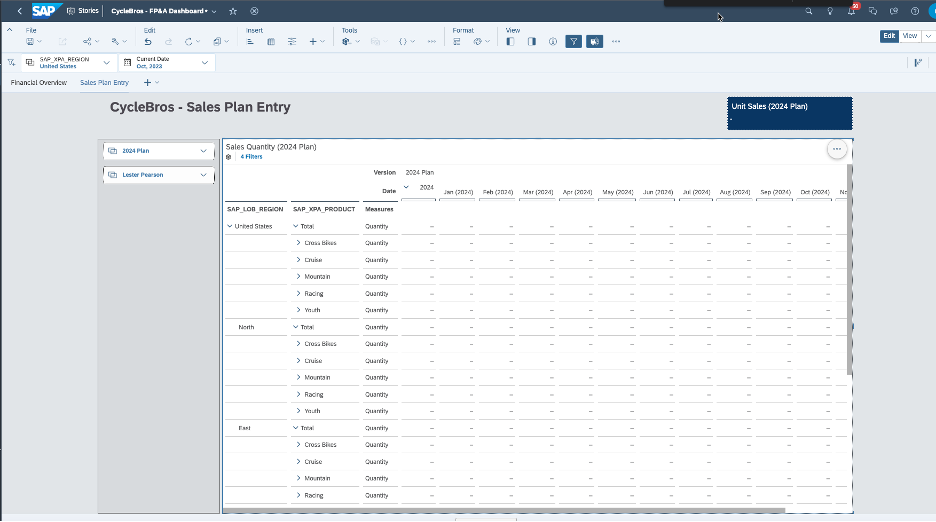 SAP Stories CycleBros - FP&A Dashboard • 50
File Edit Insert Tools Format View Edit View
SAP_XPA_REGION
United States
Current Date
Oct, 2023
Financial Overview Sales Plan Entry
CycleBros - Sales Plan Entry
Unit Sales (2024 Plan)
-
2024 Plan
Lester Pearson
Sales Quantity (2024 Plan)
4 Filters
Version 2024 Plan
Date 2024 Jan (2024) Feb (2024) Mar (2024) Apr (2024) May (2024) Jun (2024) Jul (2024) Aug (2024) Sep (2024) Oct (2024) No
SAP_LOB_REGION SAP_XPA_PRODUCT Measures
United States Total Quantity – – – – – – – – – – –
Cross Bikes Quantity – – – – – – – – – – –
Cruise Quantity – – – – – – – – – – –
Mountain Quantity – – – – – – – – – – –
Racing Quantity – – – – – – – – – – –
Youth Quantity – – – – – – – – – – –
North Total Quantity – – – – – – – – – – –
Cross Bikes Quantity – – – – – – – – – – –
Cruise Quantity – – – – – – – – – – –
Mountain Quantity – – – – – – – – – – –
Racing Quantity – – – – – – – – – – –
Youth Quantity – – – – – – – – – – –
East Total Quantity – – – – – – – – – – –
Cross Bikes Quantity – – – – – – – – – – –
Cruise Quantity – – – – – – – – – – –
Mountain Quantity – – – – – – – – – – –
Racing Quantity – – – – – – – – – – –